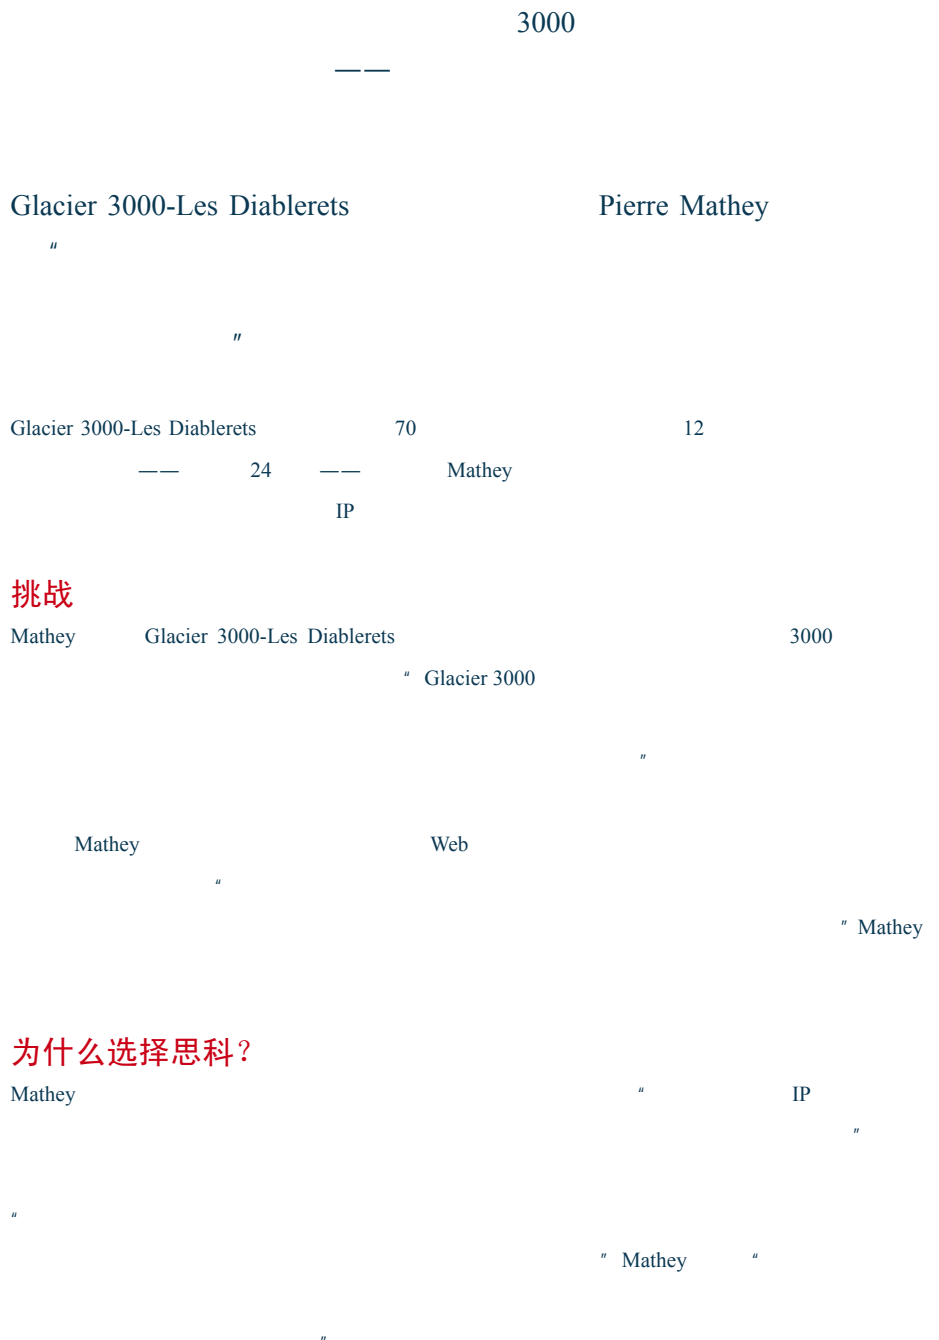 3000
——
Glacier 3000-Les Diablerets Pierre Mathey
“
”
Glacier 3000-Les Diablerets 70 12
—— 24 —— Mathey
IP
挑战
Mathey Glacier 3000-Les Diablerets 3000
“ Glacier 3000
”
Mathey Web
“
” Mathey
为什么选择思科？
Mathey “ IP
”
“
” Mathey “
”